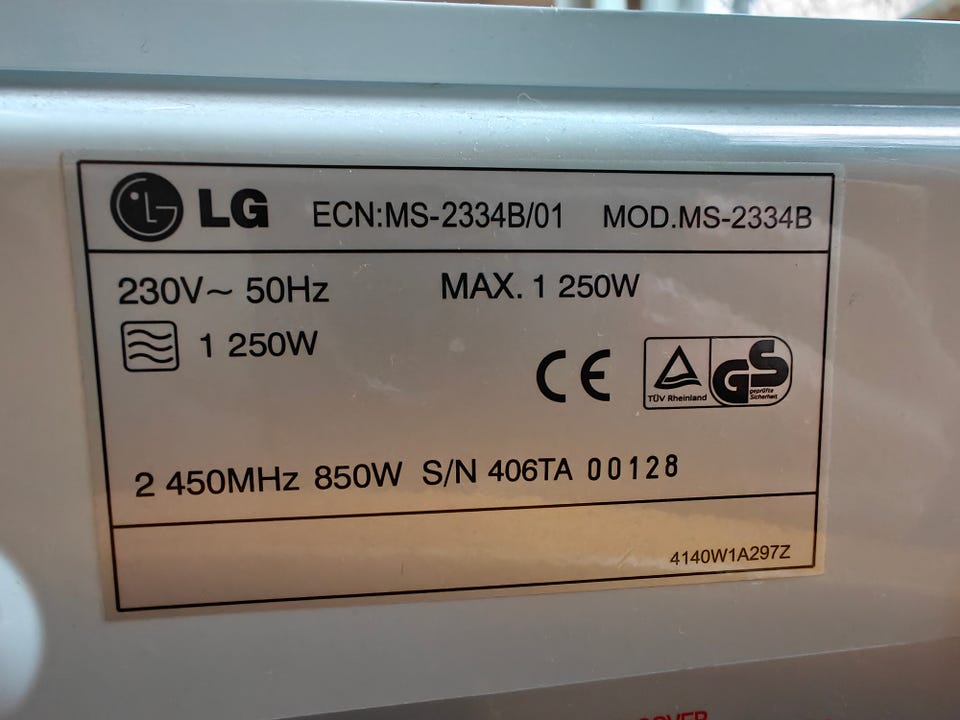 LG ECN:MS-2334B/01 MOD.MS-2334B
230V~ 50Hz MAX. 1 250W
1 250W
CE TÜV Rheinland GS geprüfte Sicherheit
2 450MHz 850W S/N 406TA 00128
4140W1A297Z